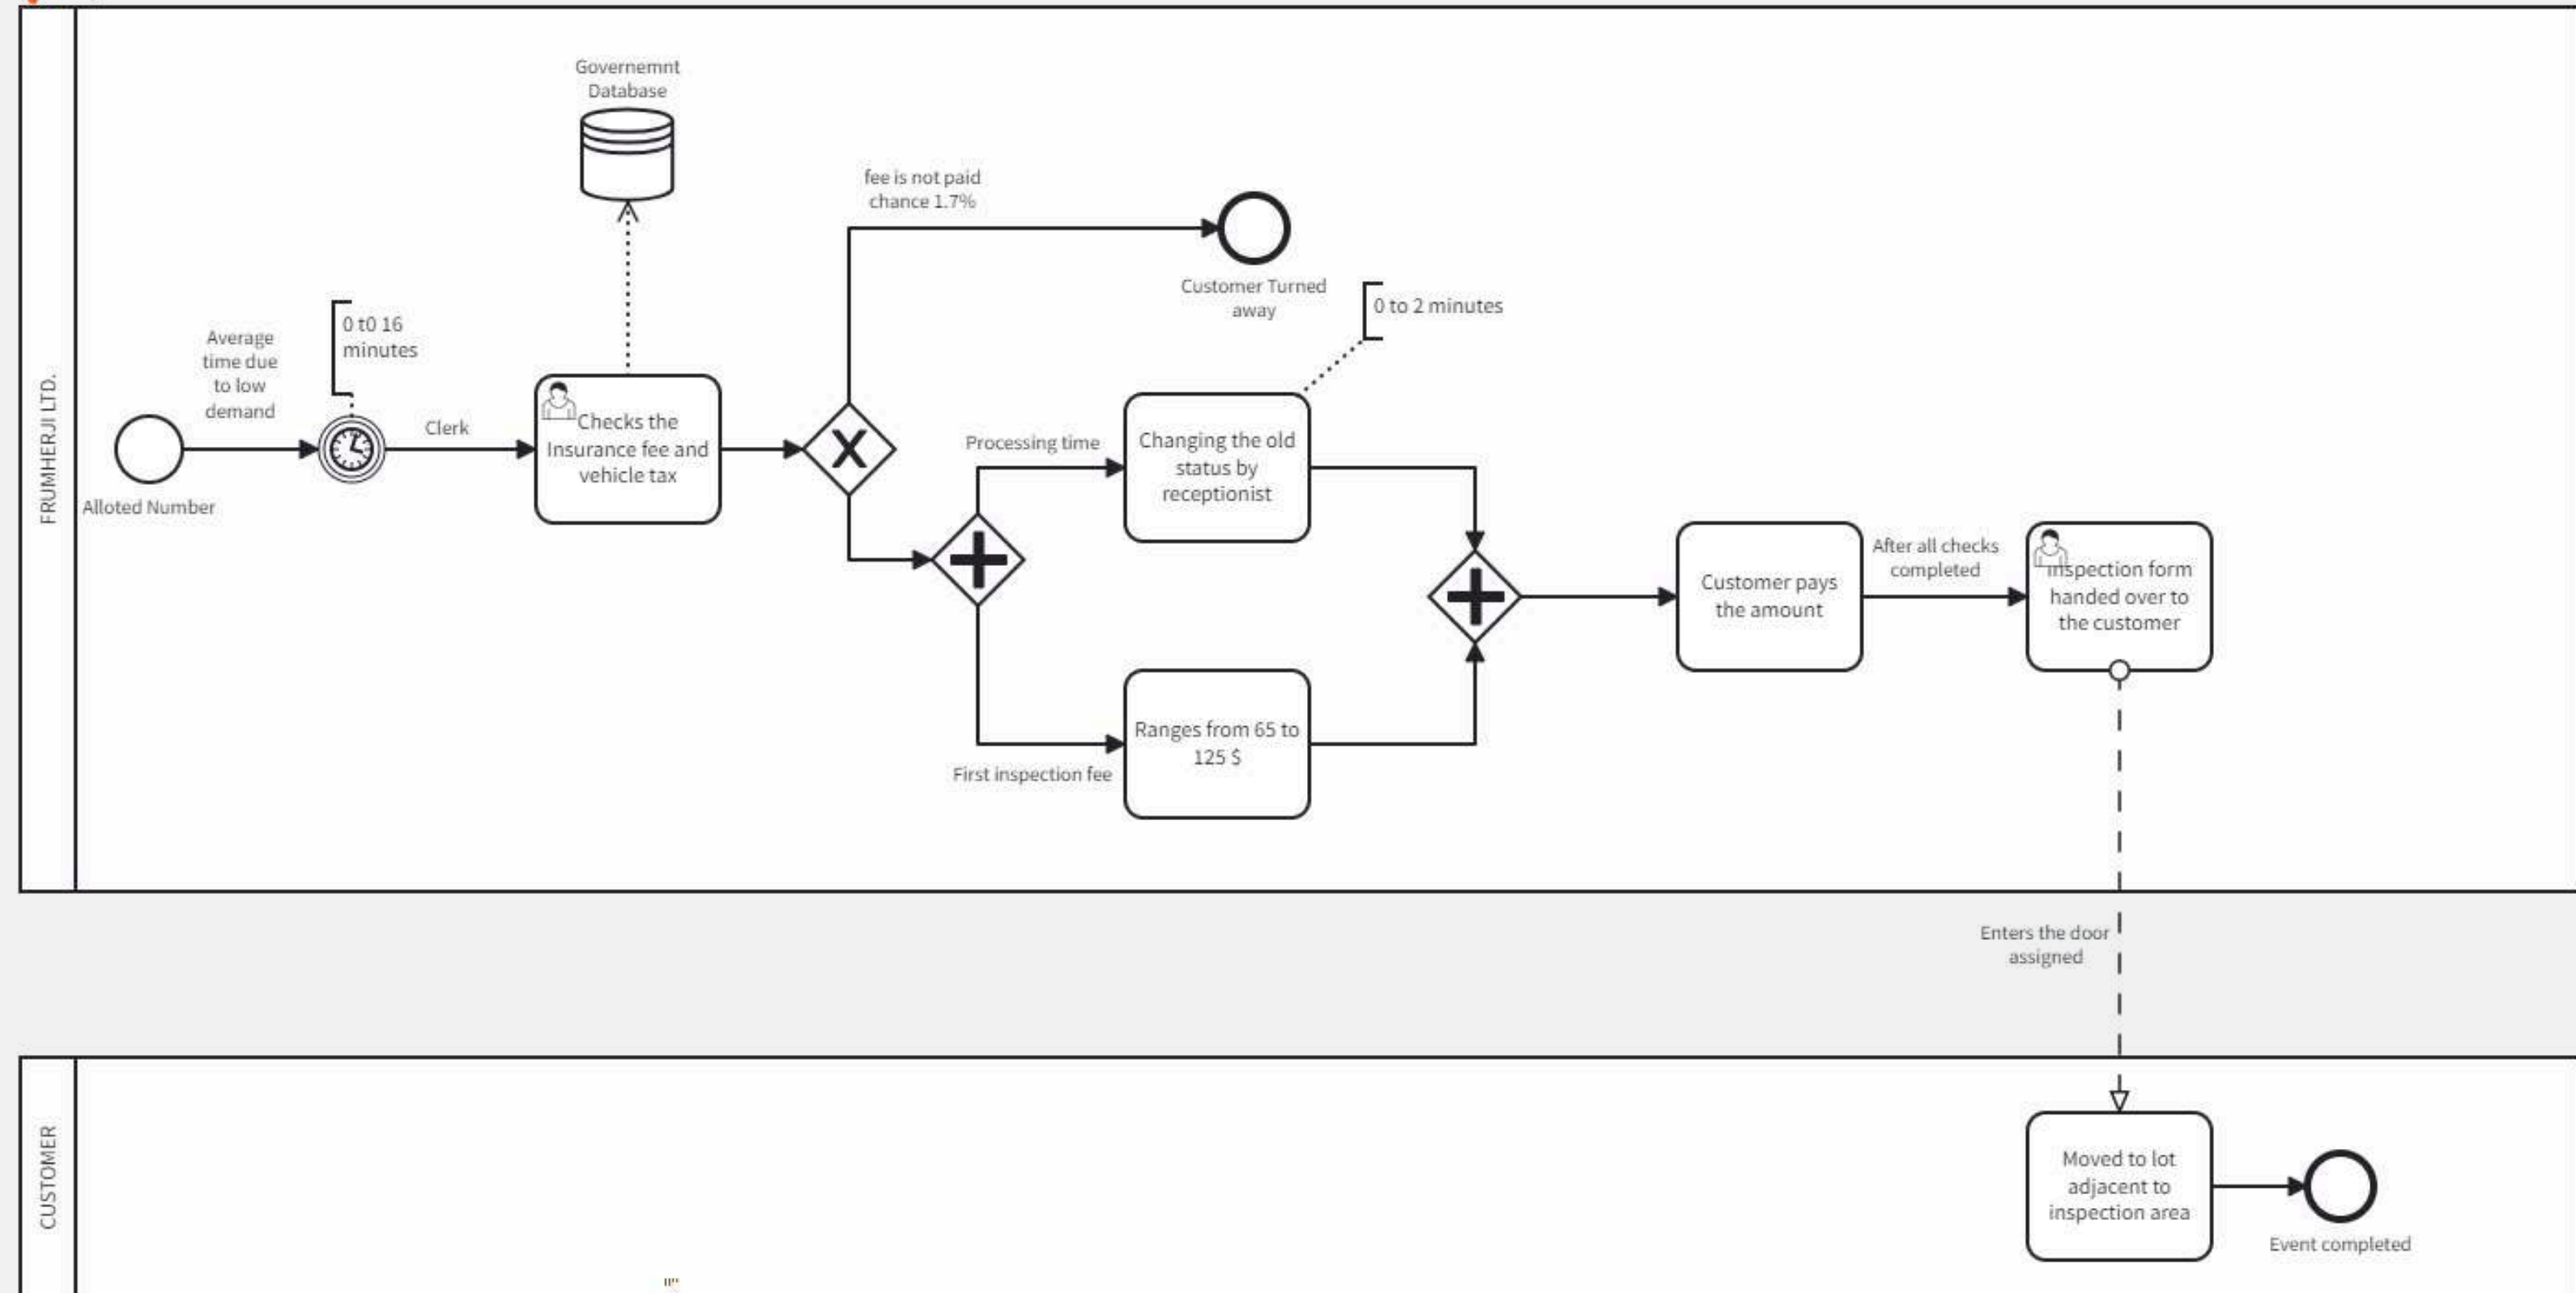 FRUMHERJI LTD.
Governemnt
Database
fee is not paid
chance 1.7%
Customer Turned
away
0 to 2 minutes
Average
time due
to low
demand
0 t0 16
minutes
Alloted Number
Clerk
Checks the
Insurance fee and
vehicle tax
X
Processing time
Changing the old
status by
receptionist
First inspection fee
Ranges from 65 to
125 $
Customer pays
the amount
After all checks
completed
Inspection form
handed over to
the customer
Enters the door
assigned
CUSTOMER
Moved to lot
adjacent to
inspection area
Event completed